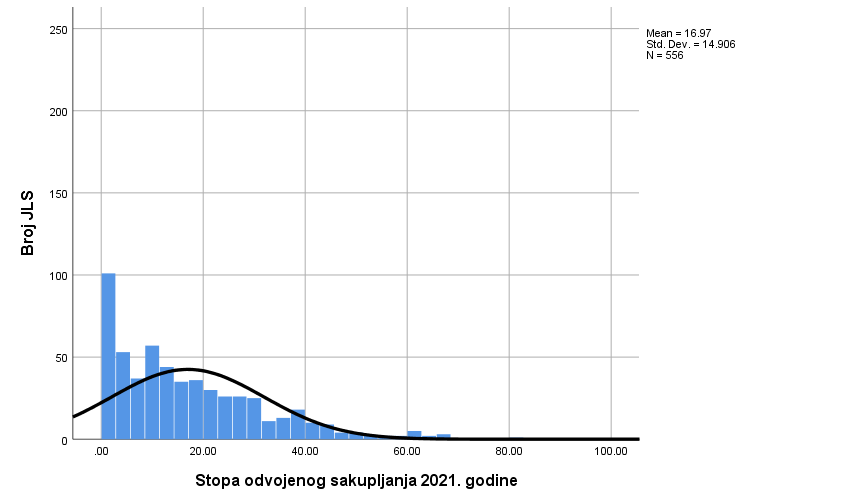 Mean = 16.97
Std. Dev. = 14.906
N = 556
250
200
150
100
50
0
Broj JLS
.00 20.00 40.00 60.00 80.00 100.00
Stopa odvojenog sakupljanja 2021. godine